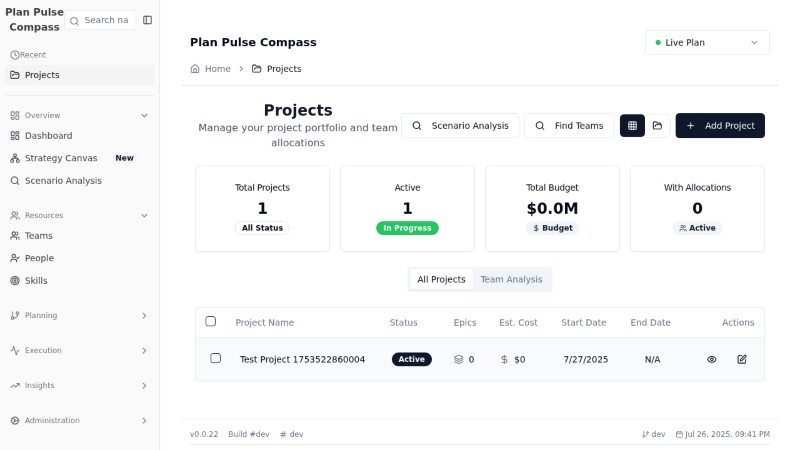 Plan Pulse
Compass
Search na
Recent
Projects
Overview
Dashboard
Strategy Canvas New
Scenario Analysis
Resources
Teams
People
Skills
Planning
Execution
Insights
Administration
Plan Pulse Compass
Live Plan
Home > Projects
Projects
Manage your project portfolio and team
allocations
Scenario Analysis
Find Teams
Add Project
Total Projects
1
All Status
Active
1
In Progress
Total Budget
$0.0M
$ Budget
With Allocations
0
Active
All Projects Team Analysis
Project Name Status Epics Est. Cost Start Date End Date Actions
Test Project 1753522860004 Active 0 $ $0 7/27/2025 N/A
v0.0.22 Build #dev # dev dev Jul 26, 2025, 09:41 PM